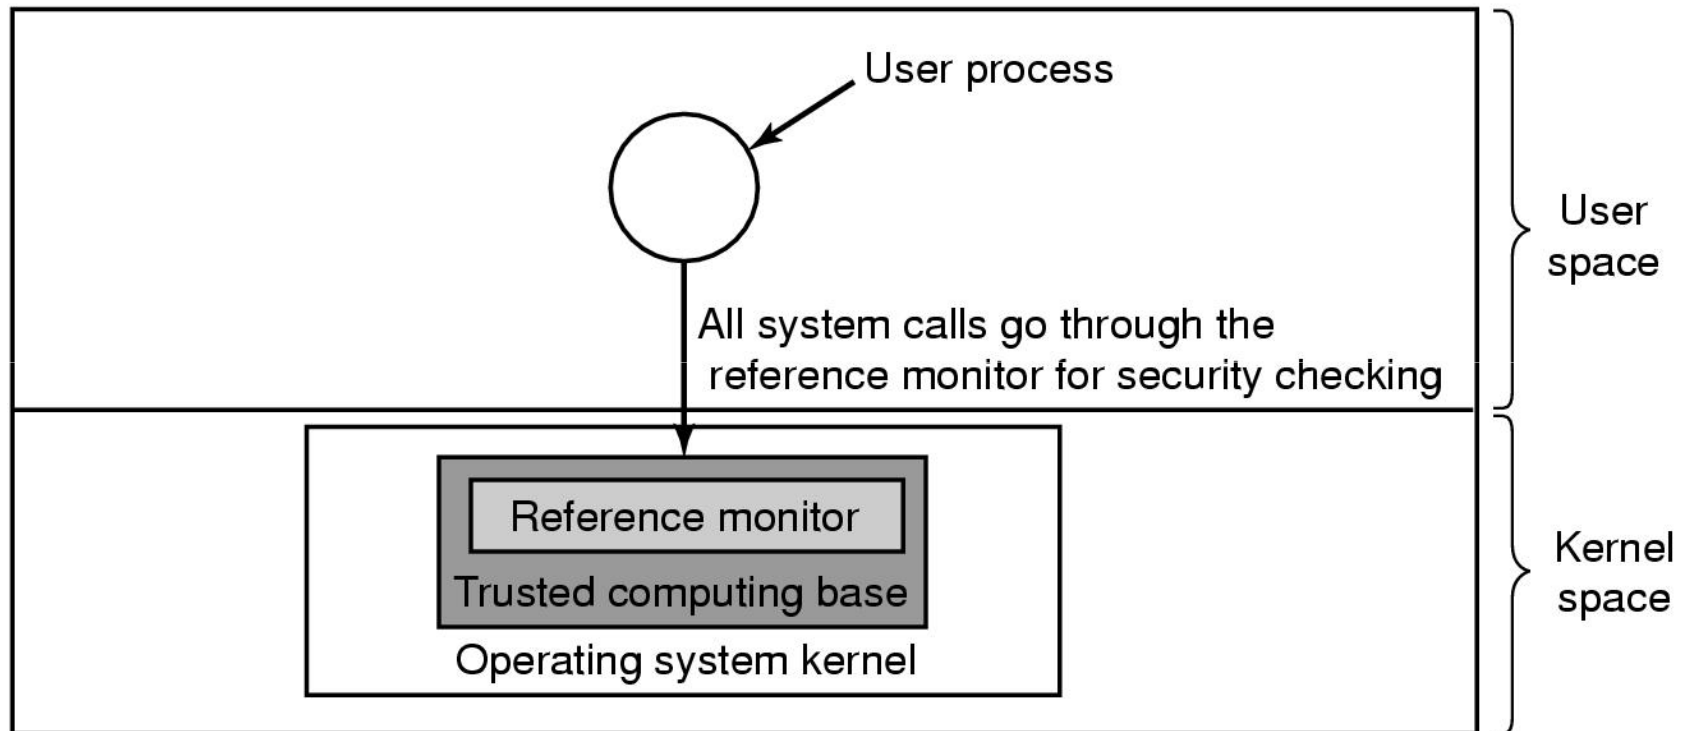 User process
User
space
All system calls go through the
reference monitor for security checking
Reference monitor
Trusted computing base
Operating system kernel
Kernel
space